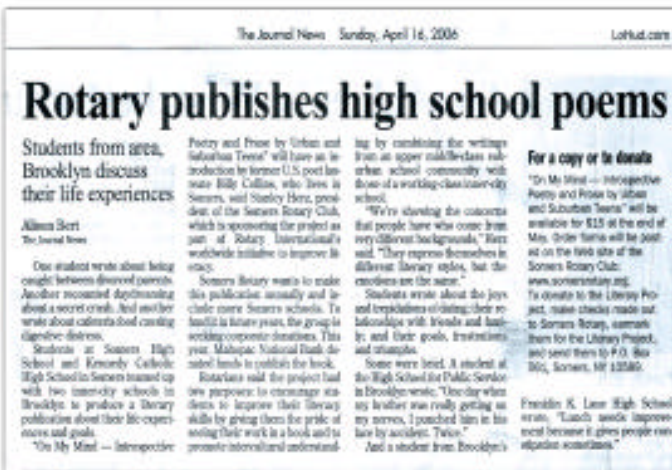 The Journal News Sunday, April 16, 2006 LoHud.com
Rotary publishes high school poems
Students from area,
Brooklyn discuss
their life experiences
Alison Bert
The Journal News
One student wrote about being
caught between divorced parents.
Another recounted daydreaming
about a secret crush. And another
wrote about cafeteria food causing
digestive distress.
Students at Somers High
School and Kennedy Catholic
High School in Somers teamed up
with two inner-city schools in
Brooklyn to produce a literary
publication about their life experi-
ences and goals.
"On My Mind — Introspective
Poetry and Prose by Urban and
Suburban Teens" will have an in-
troduction by former U.S. poet lau-
reate Billy Collins, who lives in
Somers, said Stanley Herz, presi-
dent of the Somers Rotary Club,
which is sponsoring the project as
part of Rotary International's
worldwide initiative to improve lit-
eracy.
Somers Rotary wants to make
this publication annually and in-
clude more Somers schools. To
fund it in future years, the group is
seeking corporate donations. This
year, Mahopac National Bank do-
nated funds to publish the book.
Rotarians said the project had
two purposes: to encourage stu-
dents to improve their literary
skills by giving them the pride of
seeing their work in a book and to
promote intercultural understand-
ing by combining the writings
from an upper middle-class sub-
urban school community with
those of a working-class inner-city
school.
"We're showing the concerns
that people have who come from
very different backgrounds," Herz
said. "They express themselves in
different literary styles, but the
emotions are the same."
Students wrote about the joys
and trepidations of dating; their re-
lationships with friends and fami-
ly; and their goals, frustrations
and triumphs.
Some were brief. A student at
the High School for Public Service
in Brooklyn wrote, "One day when
my brother was really getting on
my nerves, I punched him in his
face by accident. Twice."
And a student from Brooklyn's
For a copy or to donate
"On My Mind — Introspective
Poetry and Prose by Urban
and Suburban Teens" will be
available for $15 at the end of
May. Order forms will be post-
ed on the Web site of the
Somers Rotary Club:
www.somersrotary.org.
To donate to the Literacy Pro-
ject, make checks made out
to Somers Rotary, earmark
them for the Literacy Project,
and send them to P.O. Box
Somers, NY 10589.
Franklin K. Lane High School
wrote, "Lunch needs improve-
ment because it gives people con-
stipation sometimes."